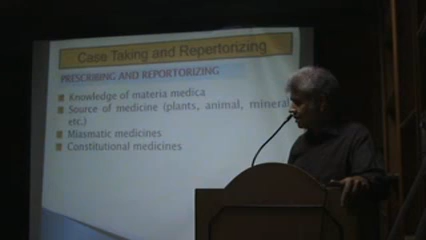 Case Taking and Repertorizing
PRESCRIBING AND REPORTORIZING
Knowledge of materia medica
Source of medicine (plants, animal, mineral
etc.)
Miasmatic medicines
Constitutional medicines